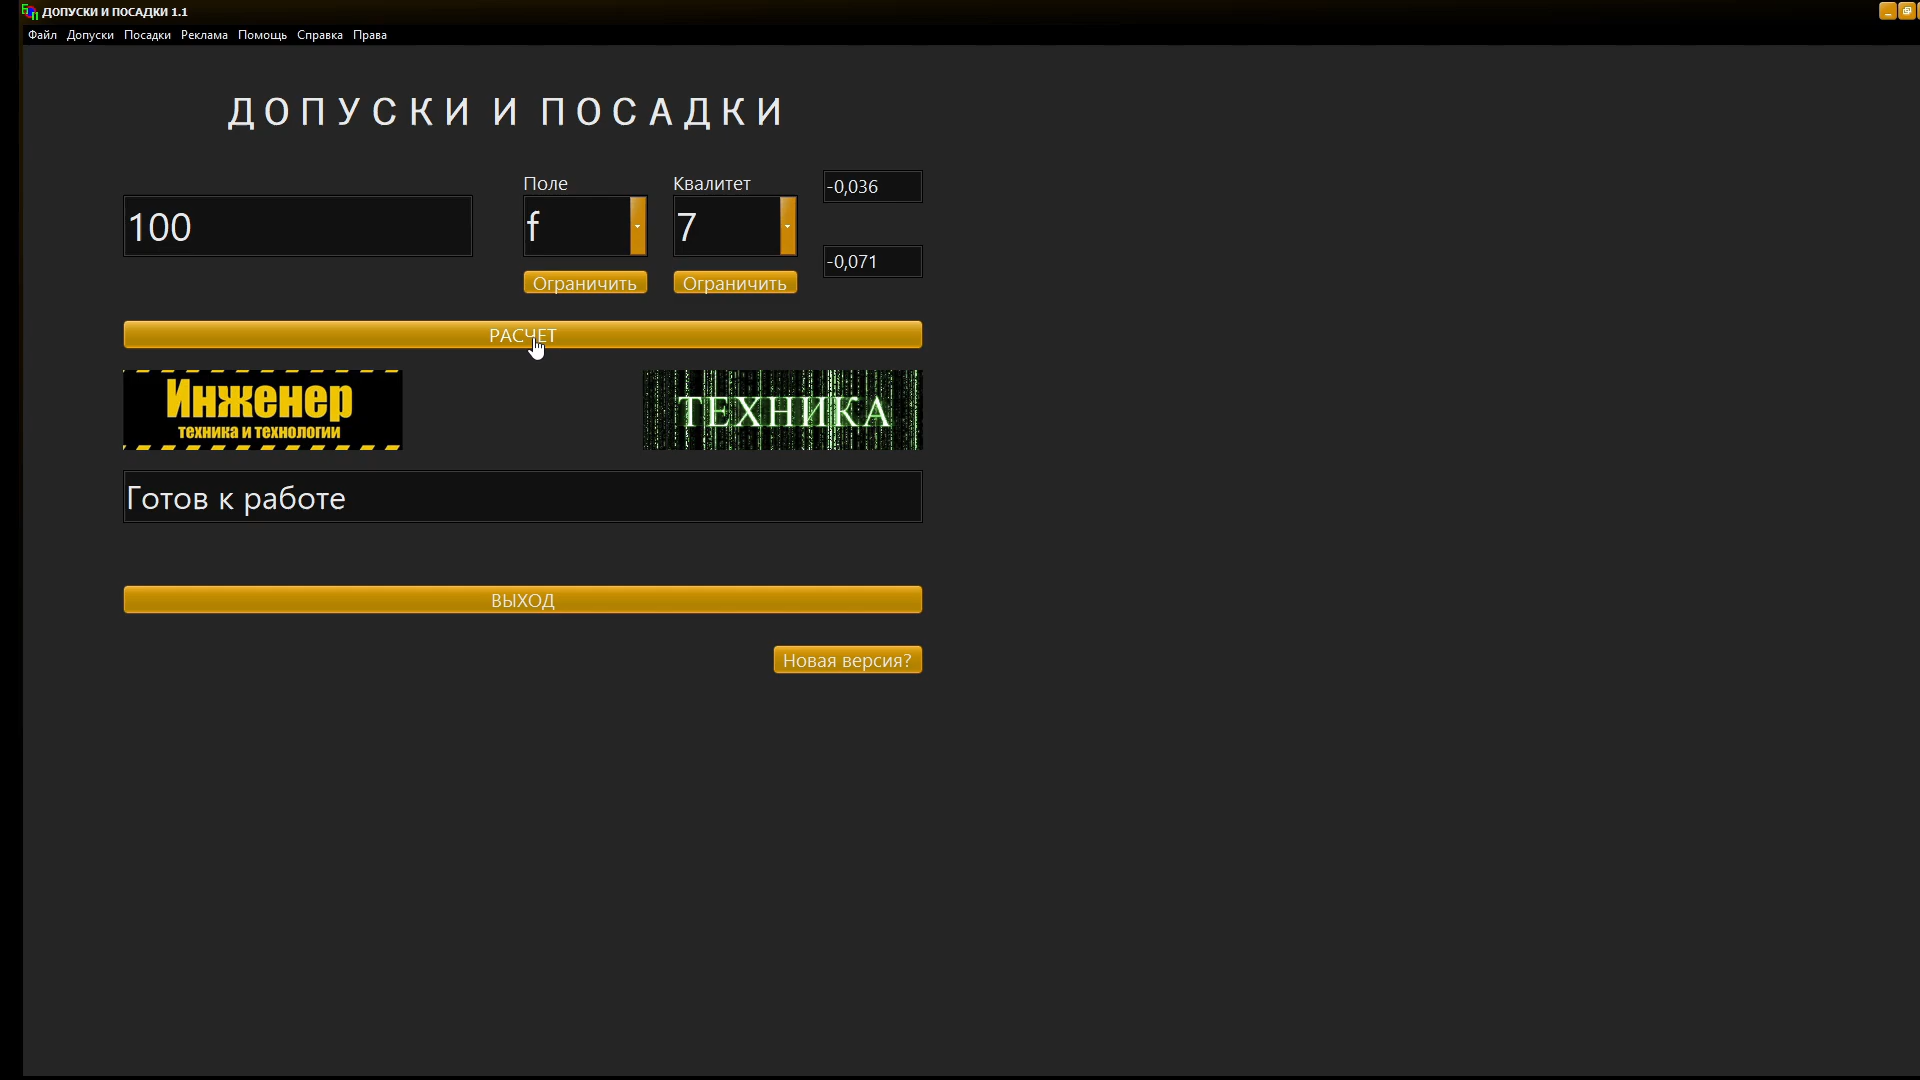 ДОПУСКИ И ПОСАДКИ 1.1
Файл Допуски Посадки Реклама Помощь Справка Права
ДОПУСКИ И ПОСАДКИ
Поле Квалитет
-0,036
100 f 7
-0,071
Ограничить Ограничить
РАСЧЕТ
Инженер
техника и технологии
ТЕХНИКА
Готов к работе
ВЫХОД
Новая версия?